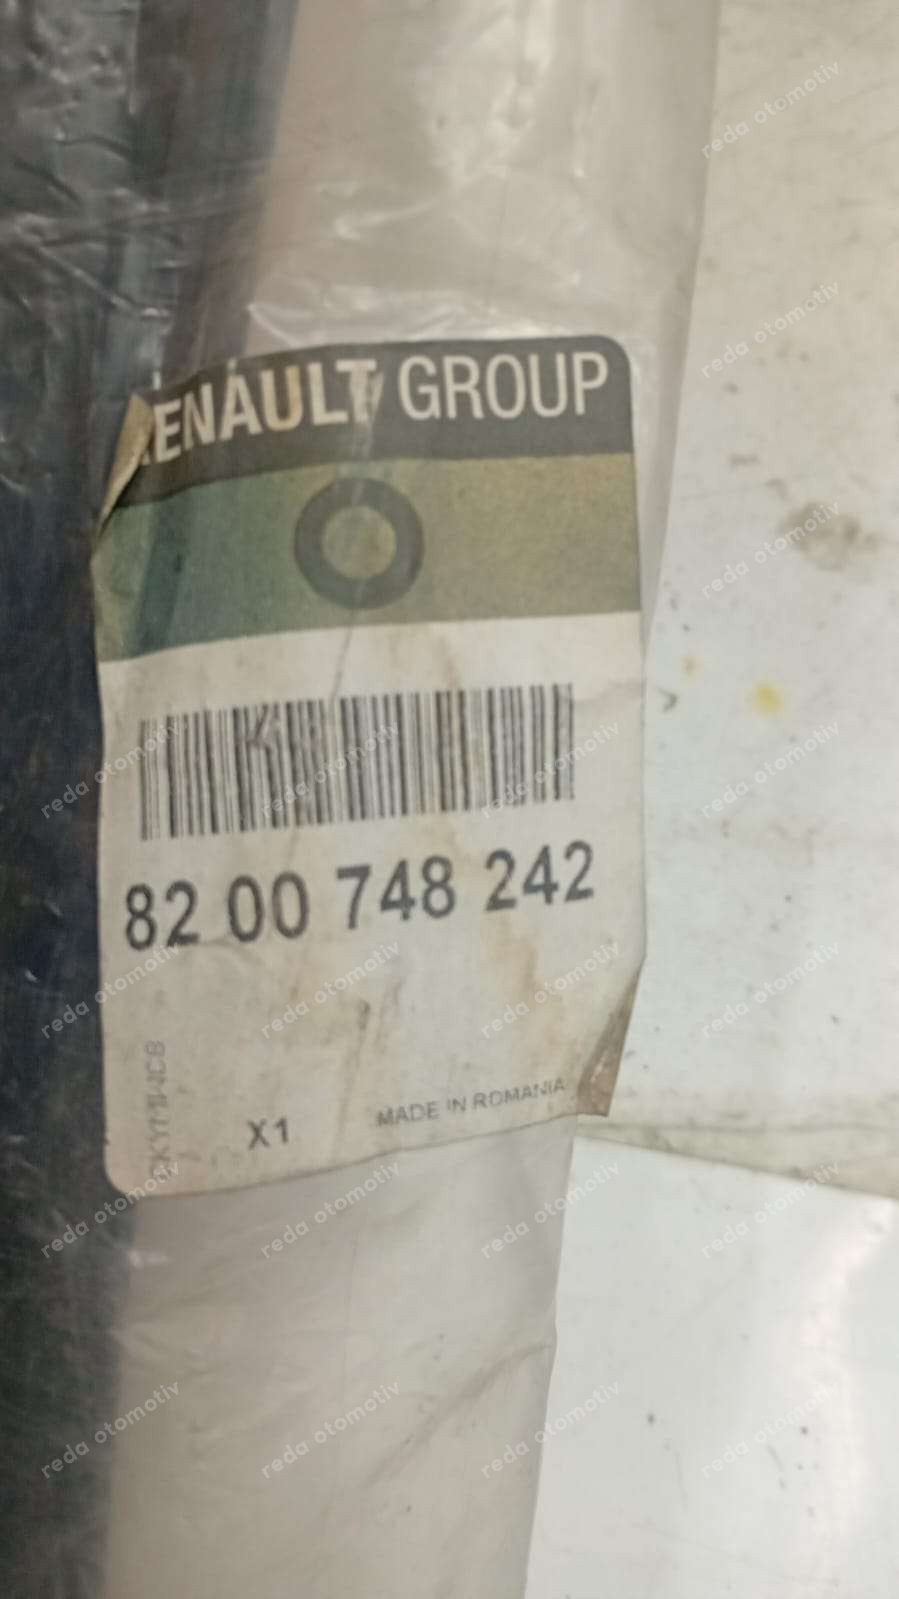 RENAULT GROUP
82 00 748 242
X1
MADE IN ROMANIA
reda otomotiv